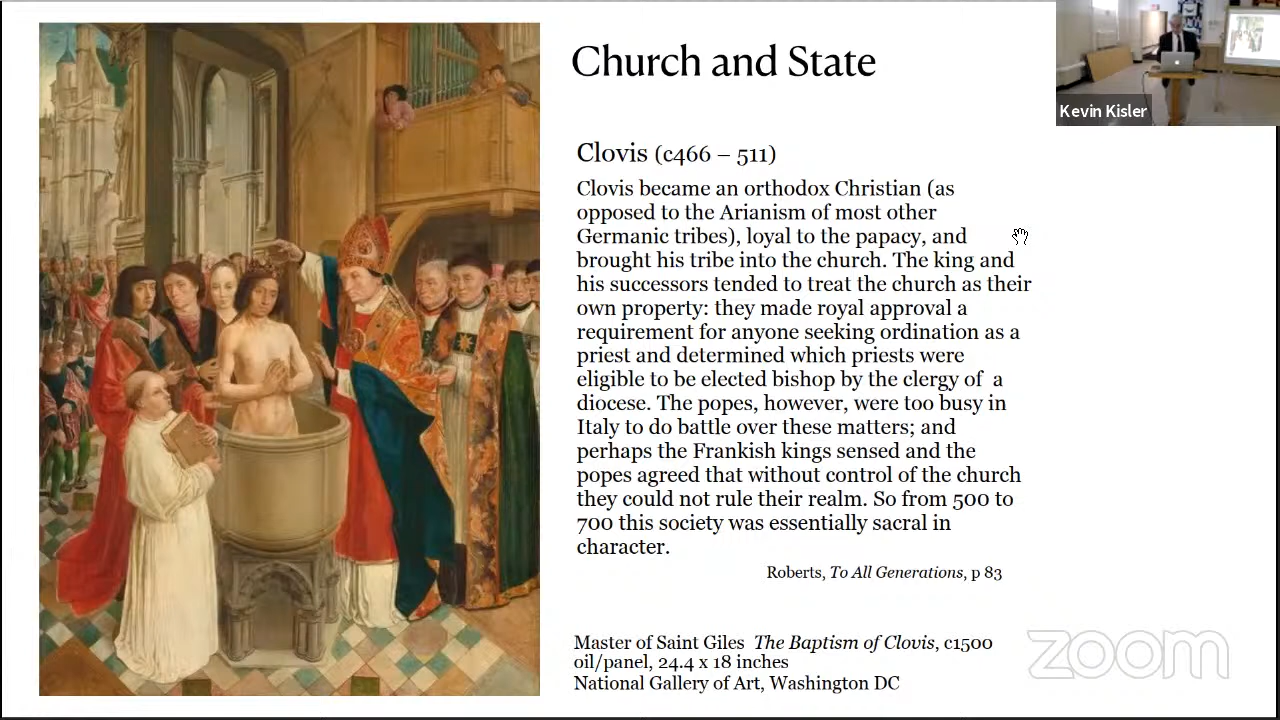 Church and State
Kevin Kisler
Clovis (c466 – 511)
Clovis became an orthodox Christian (as
opposed to the Arianism of most other
Germanic tribes), loyal to the papacy, and
brought his tribe into the church. The king and
his successors tended to treat the church as their
own property: they made royal approval a
requirement for anyone seeking ordination as a
priest and determined which priests were
eligible to be elected bishop by the clergy of a
diocese. The popes, however, were too busy in
Italy to do battle over these matters; and
perhaps the Frankish kings sensed and the
popes agreed that without control of the church
they could not rule their realm. So from 500 to
700 this society was essentially sacral in
character.
Roberts, To All Generations, p 83
Master of Saint Giles The Baptism of Clovis, c1500
oil/panel, 24.4 x 18 inches
National Gallery of Art, Washington DC
zoom